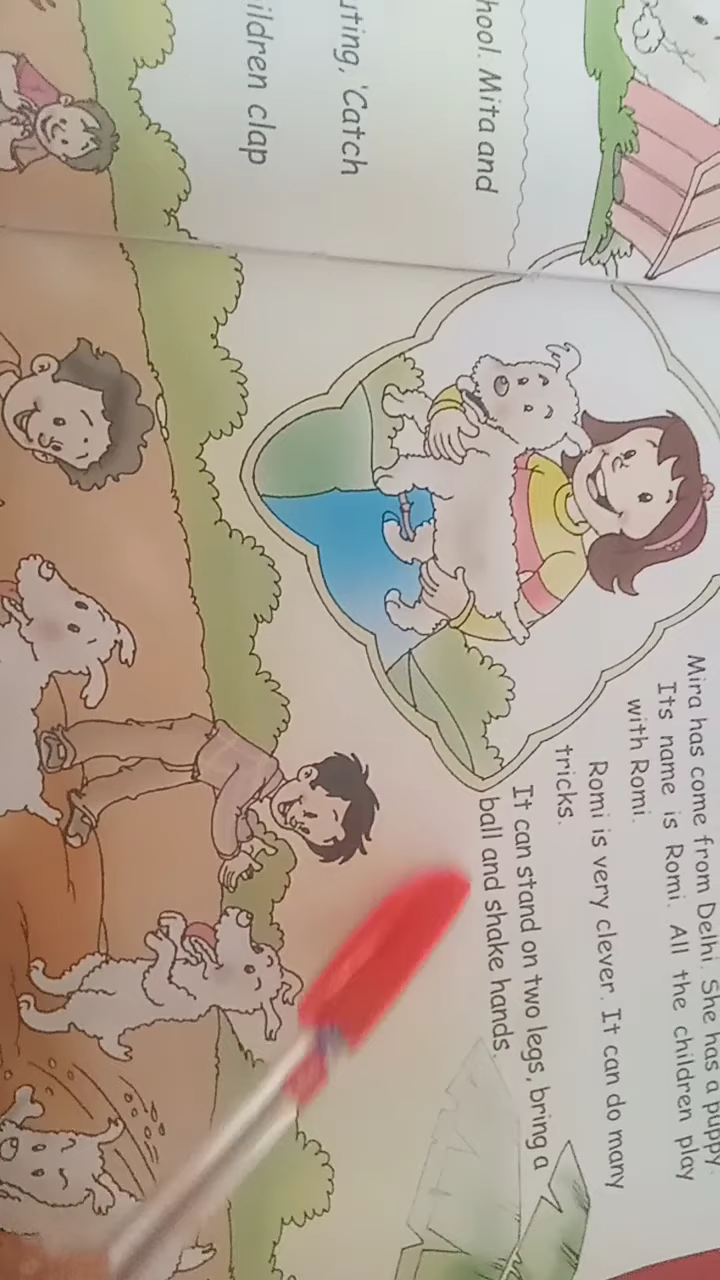 hool. Mita and
uting, 'Catch
ildren clap
Mira has come from Delhi. She has a puppy.
Its name is Romi. All the children play
with Romi.
Romi is very clever. It can do many
tricks.
It can stand on two legs, bring a
ball and shake hands.